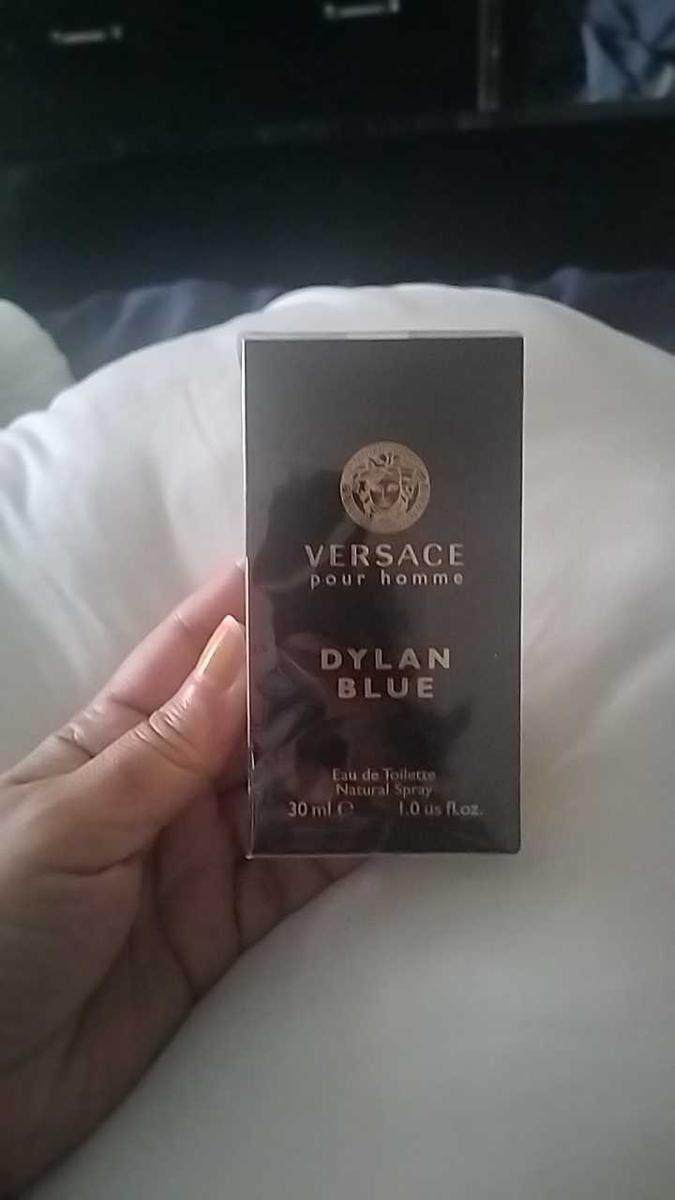 VERSACE
pour homme
DYLAN
BLUE
Eau de Toilette
Natural Spray
30 ml ℮ 1.0 us fl.oz.